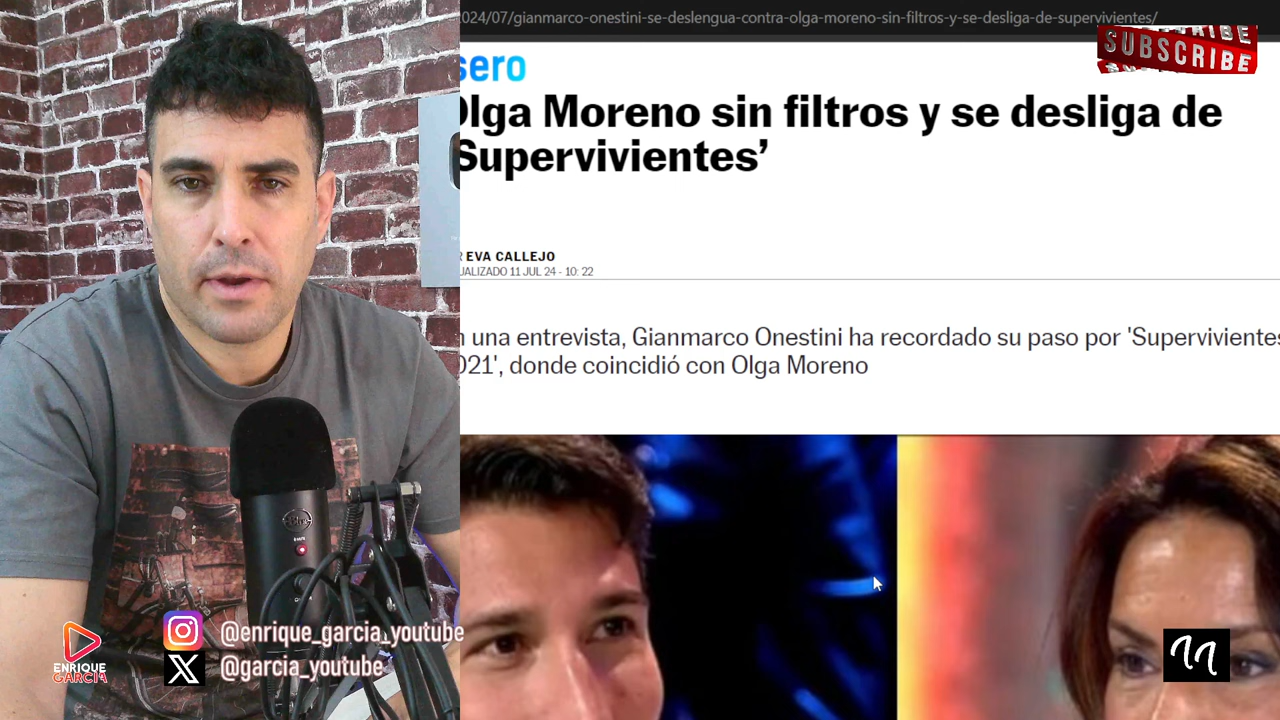 024/07/gianmarco-onestini-se-deslengua-contra-olga-moreno-sin-filtros-y-se-desliga-de-supervivientes/
SUBSCRIBE
sero
Olga Moreno sin filtros y se desliga de
Supervivientes’
EVA CALLEJO
UALIZADO 11 JUL 24 - 10: 22
n una entrevista, Gianmarco Onestini ha recordado su paso por 'Supervivientes
021', donde coincidió con Olga Moreno
@enrique_garcia_youtube
@garcia_youtube
ENRIQUE
GARCIA